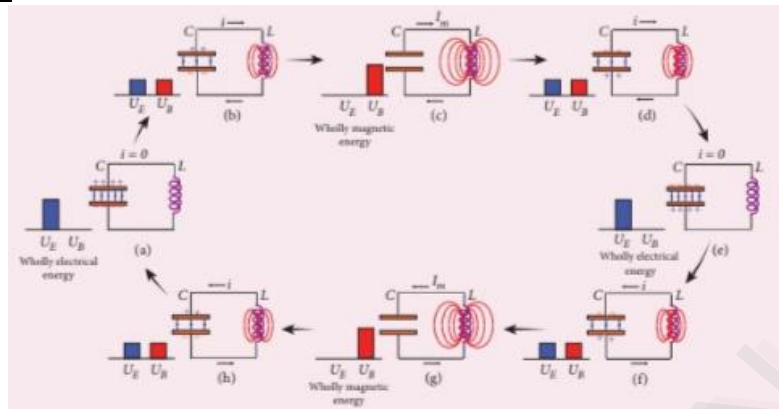 i
C
L
U_E U_B
(b)
I_m
C
L
U_E U_B
Wholly magnetic
energy
(c)
i
C
L
U_E U_B
(d)
i = 0
C
L
U_E U_B
Wholly electrical
energy
(a)
i = 0
C
L
U_E U_B
Wholly electrical
energy
(e)
i
C
L
U_E U_B
(h)
I_m
C
L
U_E U_B
Wholly magnetic
energy
(g)
i
C
L
U_E U_B
(f)